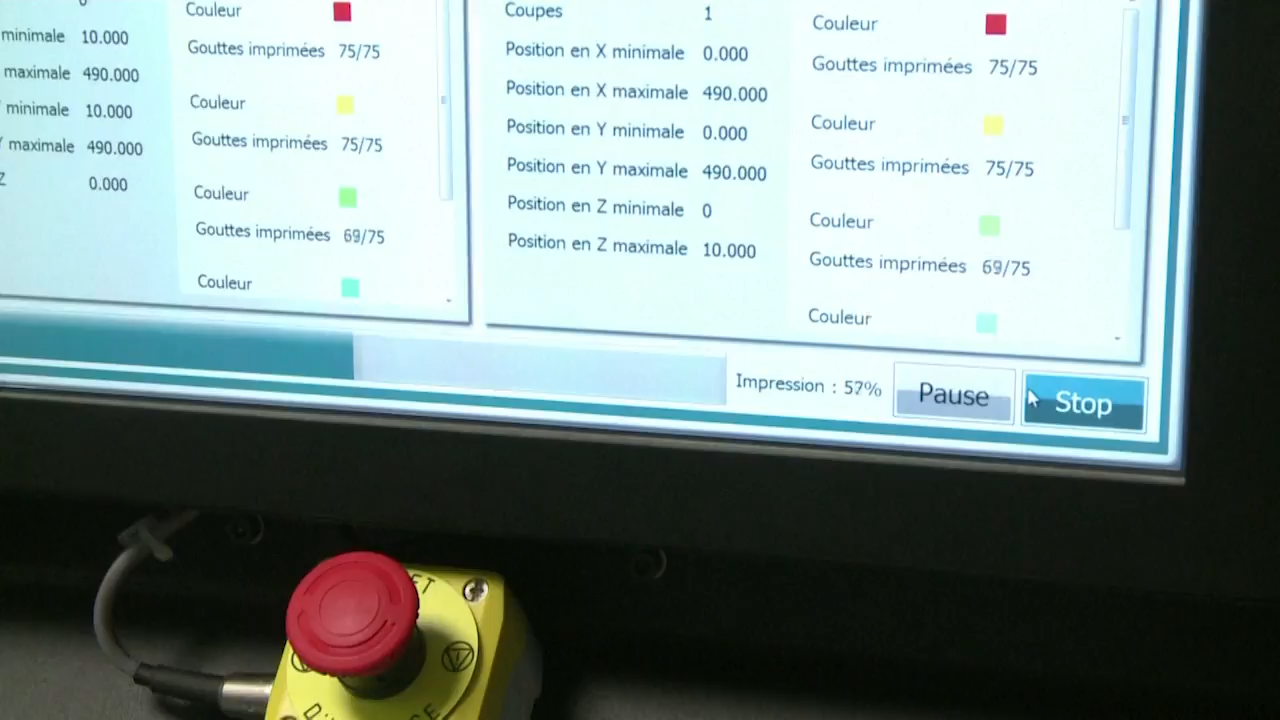 0
minimale 10.000
maximale 490.000
minimale 10.000
maximale 490.000
Z 0.000
Couleur
Gouttes imprimées 75/75
Couleur
Gouttes imprimées 75/75
Couleur
Gouttes imprimées 69/75
Couleur
Coupes 1
Position en X minimale 0.000
Position en X maximale 490.000
Position en Y minimale 0.000
Position en Y maximale 490.000
Position en Z minimale 0
Position en Z maximale 10.000
Couleur
Gouttes imprimées 75/75
Couleur
Gouttes imprimées 75/75
Couleur
Gouttes imprimées 69/75
Couleur
Impression : 57%
Pause
Stop